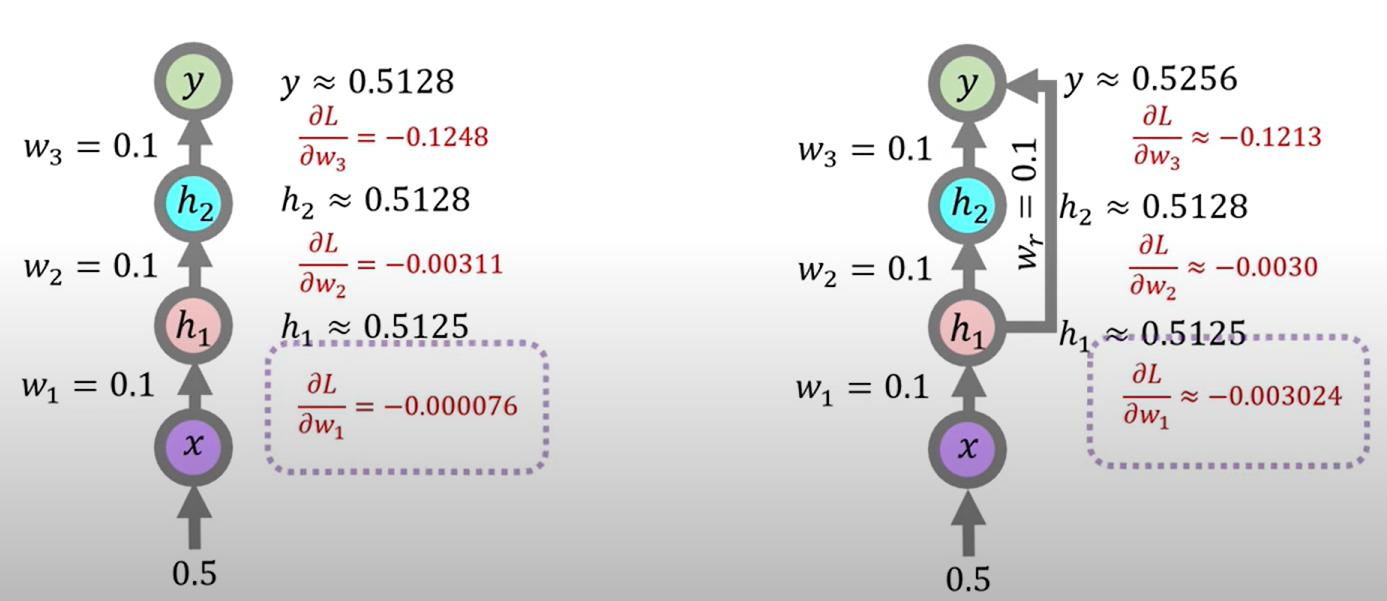 y
y ≈ 0.5128
∂L/∂w₃ = −0.1248
w₃ = 0.1
h₂
h₂ ≈ 0.5128
∂L/∂w₂ = −0.00311
w₂ = 0.1
h₁
h₁ ≈ 0.5125
w₁ = 0.1
∂L/∂w₁ = −0.000076
x
0.5
y
y ≈ 0.5256
∂L/∂w₃ ≈ −0.1213
w₃ = 0.1
wᵣ = 0.1
h₂
h₂ ≈ 0.5128
∂L/∂w₂ ≈ −0.0030
w₂ = 0.1
h₁
h₁ ≈ 0.5125
w₁ = 0.1
∂L/∂w₁ ≈ −0.003024
x
0.5